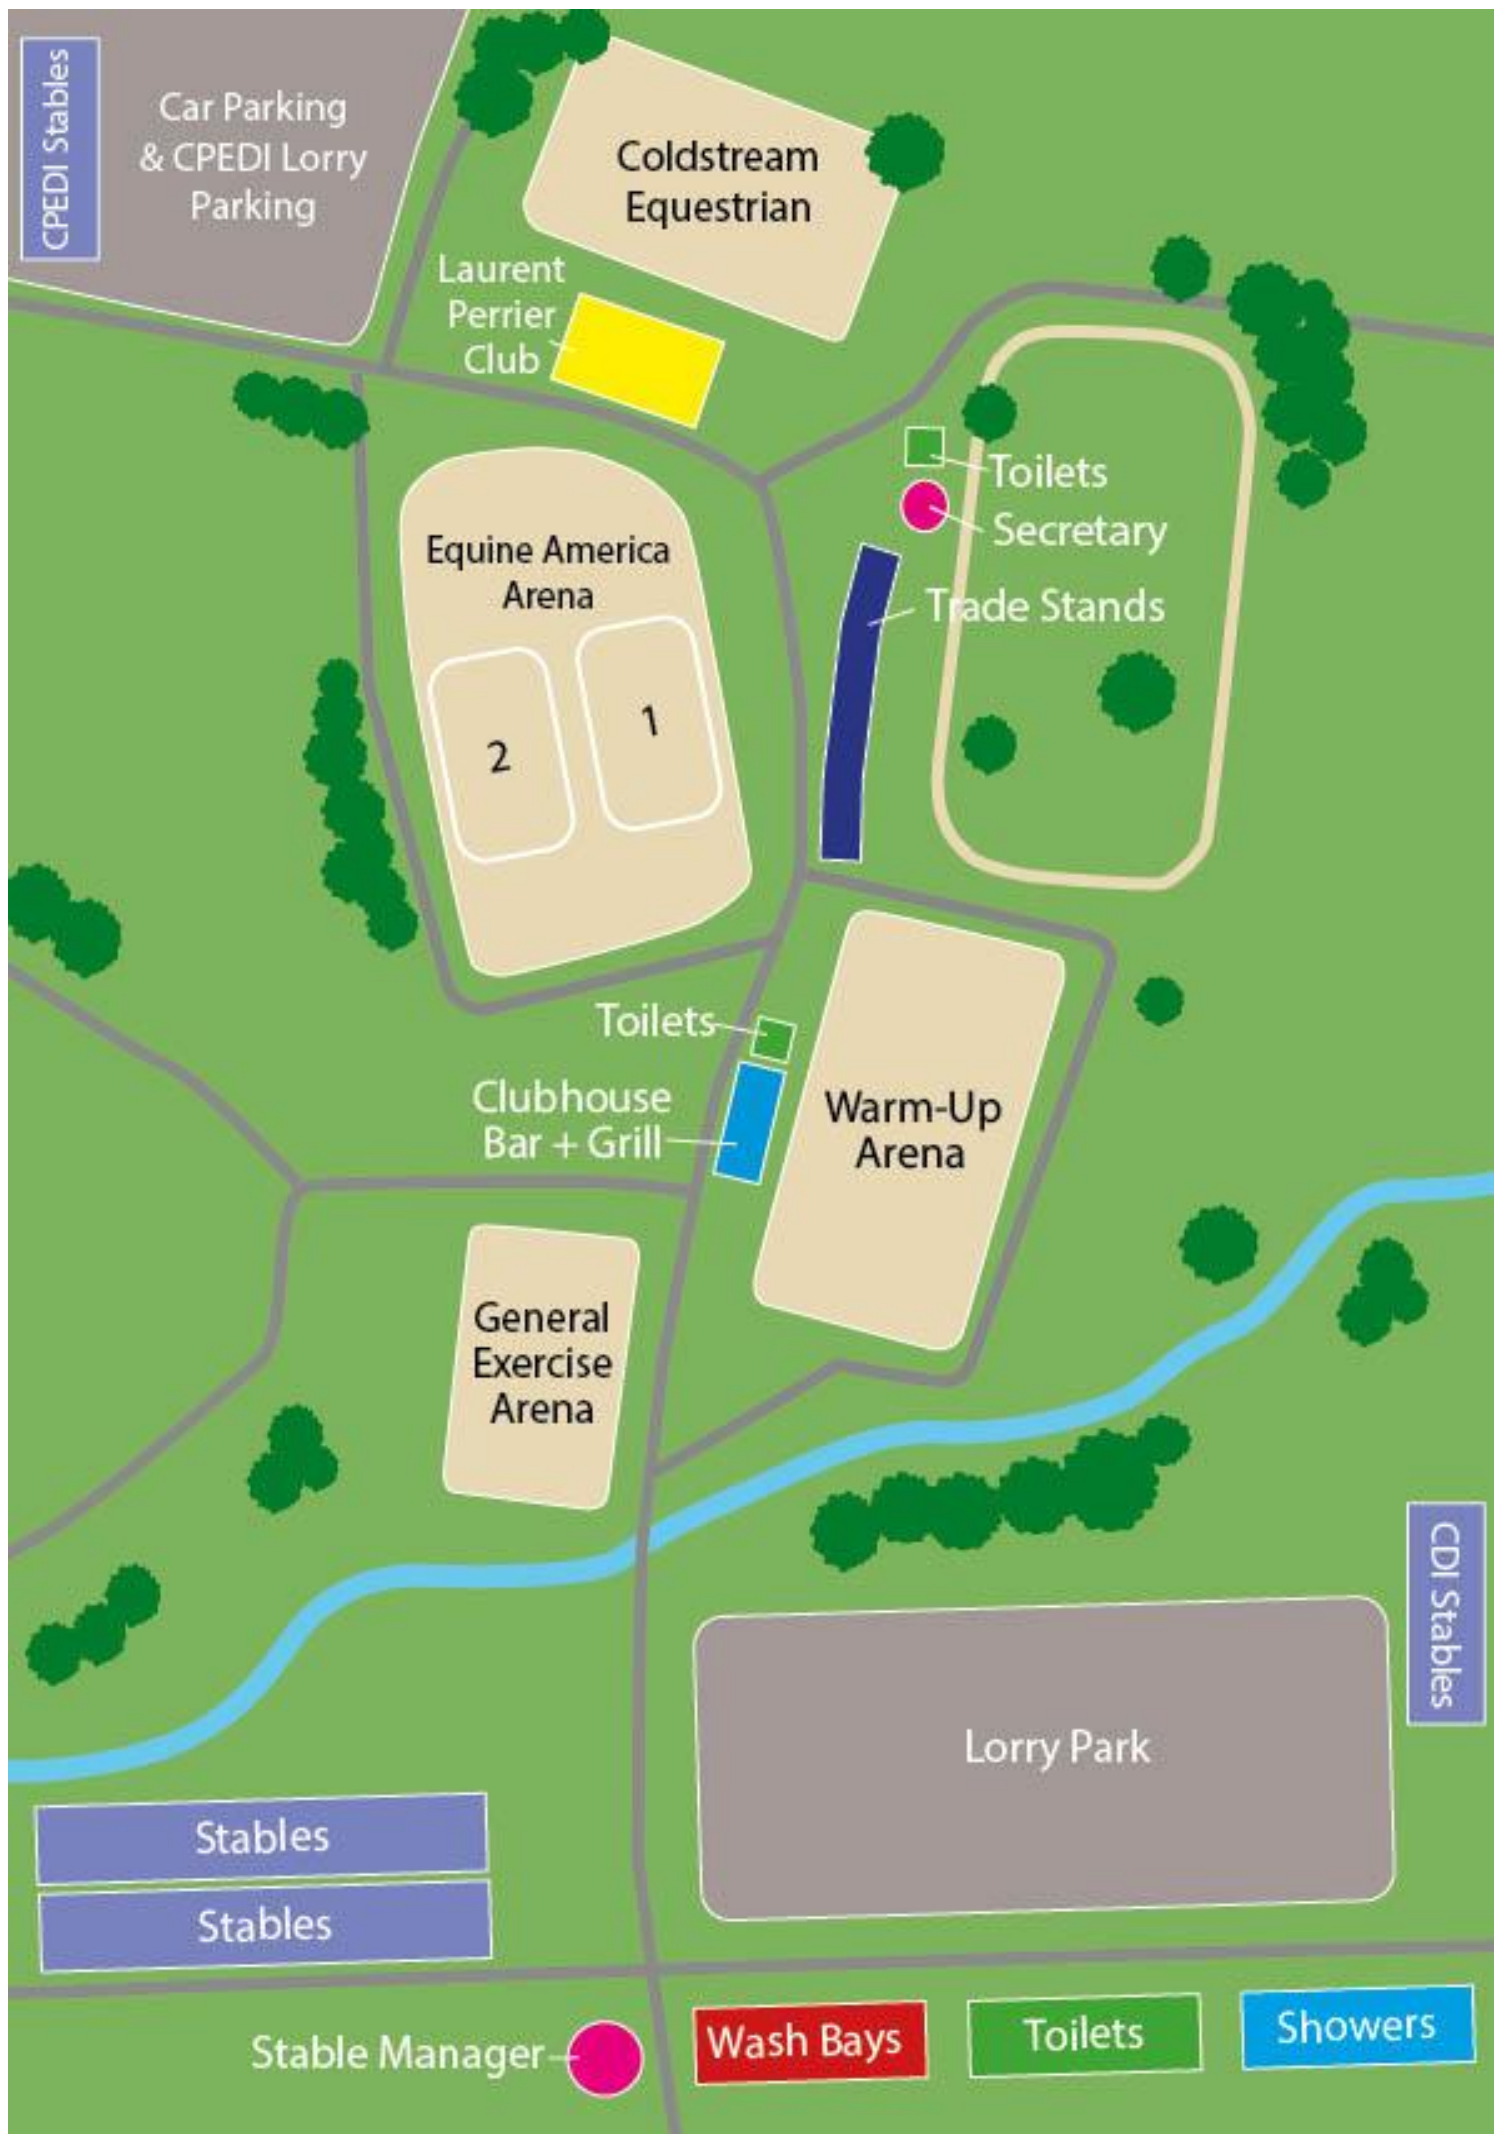 CPEDI Stables
Car Parking
& CPEDI Lorry
Parking
Coldstream
Equestrian
Laurent
Perrier
Club
Toilets
Secretary
Equine America
Arena
Trade Stands
1
2
Toilets
Clubhouse
Bar + Grill
Warm-Up
Arena
General
Exercise
Arena
CDI Stables
Lorry Park
Stables
Stables
Stable Manager
Wash Bays
Toilets
Showers